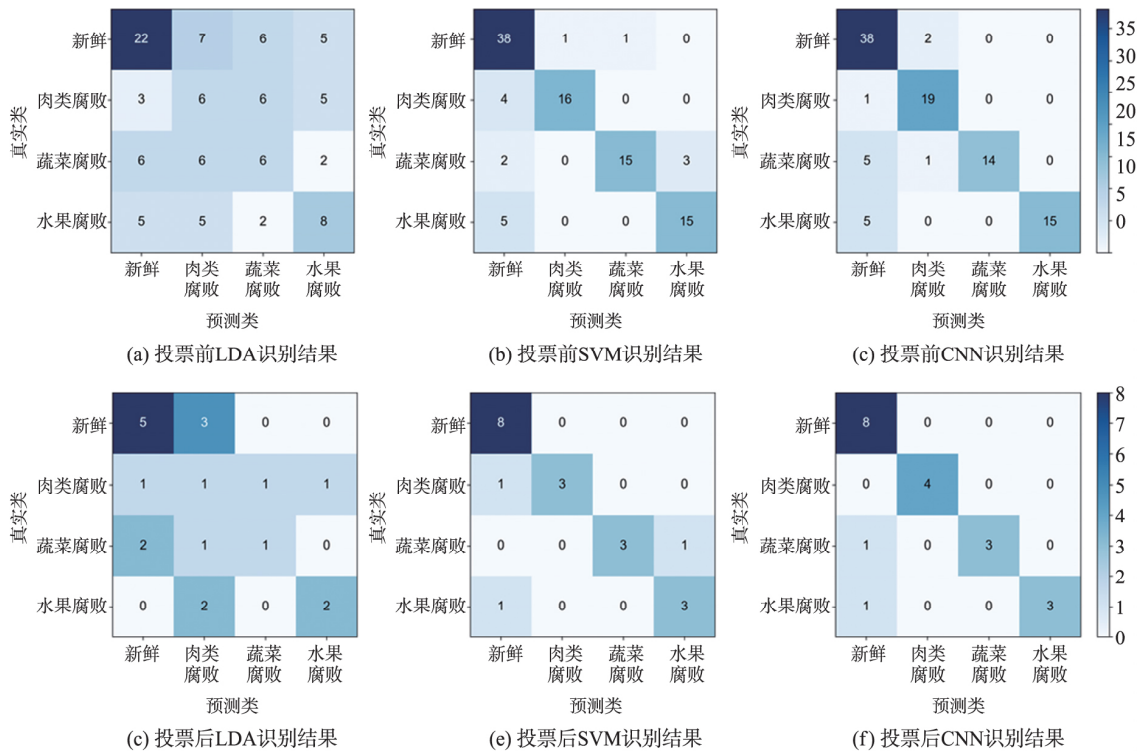 新鲜 22 7 6 5
肉类腐败 3 6 6 5
蔬菜腐败 6 6 6 2
水果腐败 5 5 2 8
真实类
新鲜 肉类 蔬菜 水果
腐败 腐败 腐败
预测类
(a) 投票前LDA识别结果
新鲜 38 1 1 0
肉类腐败 4 16 0 0
蔬菜腐败 2 0 15 3
水果腐败 5 0 0 15
真实类
新鲜 肉类 蔬菜 水果
腐败 腐败 腐败
预测类
(b) 投票前SVM识别结果
新鲜 38 2 0 0
肉类腐败 1 19 0 0
蔬菜腐败 5 1 14 0
水果腐败 5 0 0 15
真实类
新鲜 肉类 蔬菜 水果
腐败 腐败 腐败
预测类
(c) 投票前CNN识别结果
35
30
25
20
15
10
5
0
新鲜 5 3 0 0
肉类腐败 1 1 1 1
蔬菜腐败 2 1 1 0
水果腐败 0 2 0 2
真实类
新鲜 肉类 蔬菜 水果
腐败 腐败 腐败
预测类
(c) 投票后LDA识别结果
新鲜 8 0 0 0
肉类腐败 1 3 0 0
蔬菜腐败 0 0 3 1
水果腐败 1 0 0 3
真实类
新鲜 肉类 蔬菜 水果
腐败 腐败 腐败
预测类
(e) 投票后SVM识别结果
新鲜 8 0 0 0
肉类腐败 0 4 0 0
蔬菜腐败 1 0 3 0
水果腐败 1 0 0 3
真实类
新鲜 肉类 蔬菜 水果
腐败 腐败 腐败
预测类
(f) 投票后CNN识别结果
8
7
6
5
4
3
2
1
0